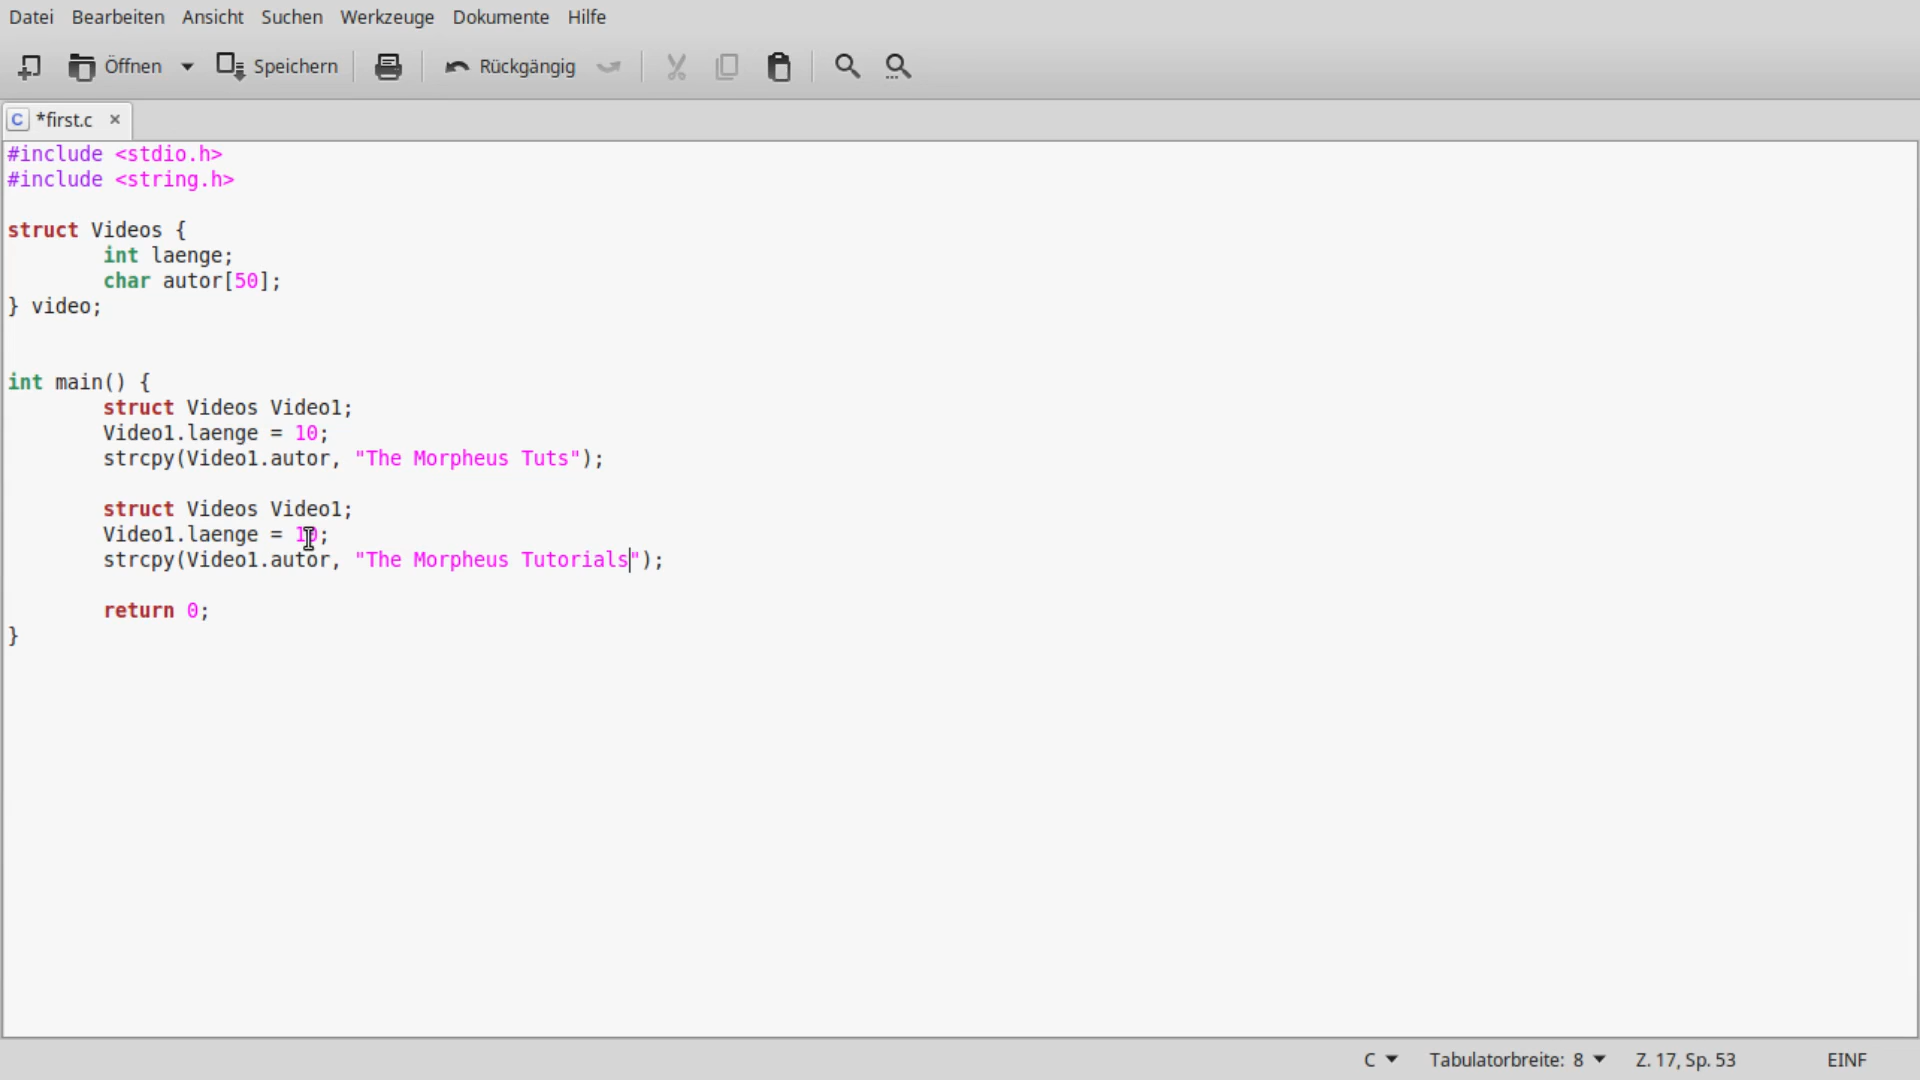 Datei Bearbeiten Ansicht Suchen Werkzeuge Dokumente Hilfe
Öffnen Speichern Rückgängig
C *first.c ×
#include <stdio.h>
#include <string.h>
struct Videos {
int laenge;
char autor[50];
} video;
int main() {
struct Videos Video1;
Video1.laenge = 10;
strcpy(Video1.autor, "The Morpheus Tuts");
struct Videos Video1;
Video1.laenge = 10;
strcpy(Video1.autor, "The Morpheus Tutorials");
return 0;
}
C Tabulatorbreite: 8 Z. 17, Sp. 53 EINF